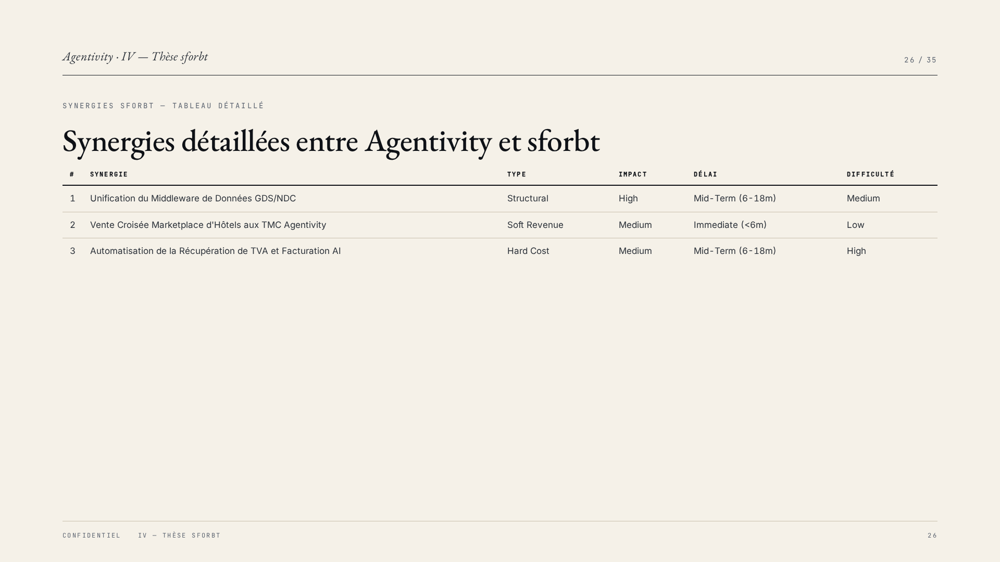 Agentivity · IV — Thèse sforbt
26 / 35
SYNERGIES SFORBT — TABLEAU DÉTAILLÉ
Synergies détaillées entre Agentivity et sforbt
# SYNERGIE TYPE IMPACT DÉLAI DIFFICULTÉ
1 Unification du Middleware de Données GDS/NDC Structural High Mid-Term (6-18m) Medium
2 Vente Croisée Marketplace d'Hôtels aux TMC Agentivity Soft Revenue Medium Immediate (<6m) Low
3 Automatisation de la Récupération de TVA et Facturation AI Hard Cost Medium Mid-Term (6-18m) High
CONFIDENTIEL IV — THÈSE SFORBT 26